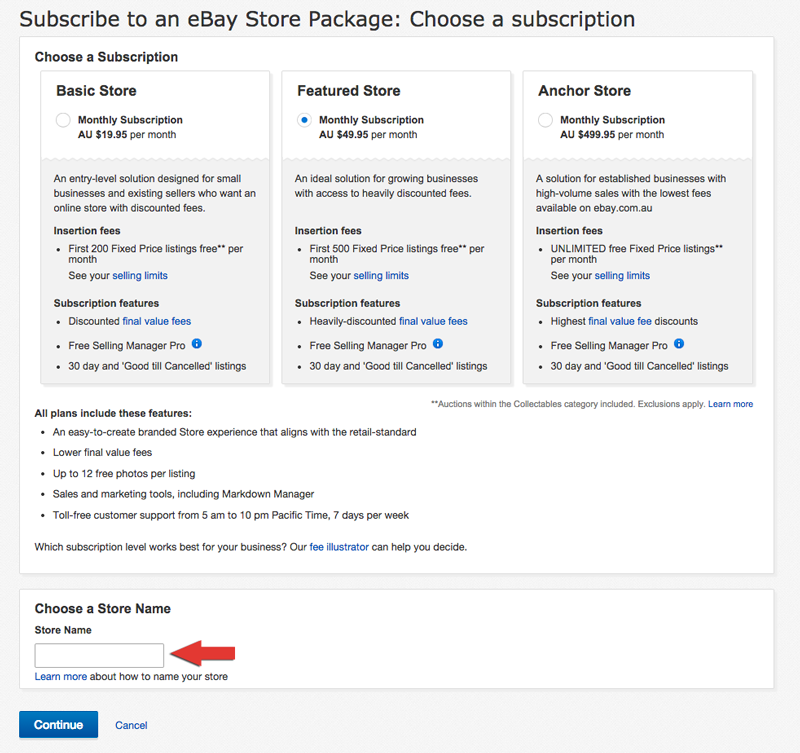 Subscribe to an eBay Store Package: Choose a subscription
Choose a Subscription
Basic Store
Monthly Subscription
AU $19.95 per month
An entry-level solution designed for small
businesses and existing sellers who want an
online store with discounted fees.
Insertion fees
• First 200 Fixed Price listings free** per
month
See your selling limits
Subscription features
• Discounted final value fees
• Free Selling Manager Pro
• 30 day and 'Good till Cancelled' listings
Featured Store
Monthly Subscription
AU $49.95 per month
An ideal solution for growing businesses
with access to heavily discounted fees.
Insertion fees
• First 500 Fixed Price listings free** per
month
See your selling limits
Subscription features
• Heavily-discounted final value fees
• Free Selling Manager Pro
• 30 day and 'Good till Cancelled' listings
Anchor Store
Monthly Subscription
AU $499.95 per month
A solution for established businesses with
high-volume sales with the lowest fees
available on ebay.com.au
Insertion fees
• UNLIMITED free Fixed Price listings**
per month
See your selling limits
Subscription features
• Highest final value fee discounts
• Free Selling Manager Pro
• 30 day and 'Good till Cancelled' listings
**Auctions within the Collectables category included. Exclusions apply. Learn more
All plans include these features:
• An easy-to-create branded Store experience that aligns with the retail-standard
• Lower final value fees
• Up to 12 free photos per listing
• Sales and marketing tools, including Markdown Manager
• Toll-free customer support from 5 am to 10 pm Pacific Time, 7 days per week
Which subscription level works best for your business? Our fee illustrator can help you decide.
Choose a Store Name
Store Name
Learn more about how to name your store
Continue
Cancel